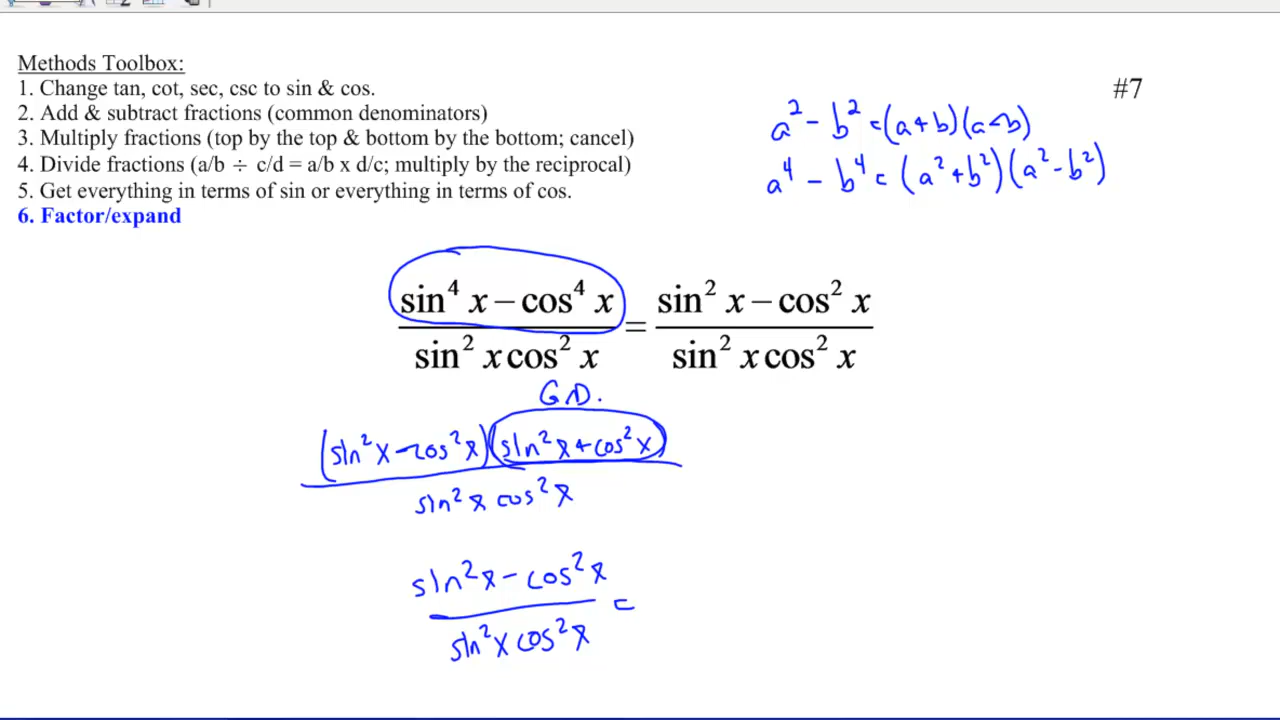 Methods Toolbox:
1. Change tan, cot, sec, csc to sin & cos.
2. Add & subtract fractions (common denominators)
3. Multiply fractions (top by the top & bottom by the bottom; cancel)
4. Divide fractions (a/b ÷ c/d = a/b x d/c; multiply by the reciprocal)
5. Get everything in terms of sin or everything in terms of cos.
6. Factor/expand
#7
a² - b² = (a+b)(a-b)
a⁴ - b⁴ = (a²+b²)(a²-b²)
sin⁴ x − cos⁴ x / sin² x cos² x = sin² x − cos² x / sin² x cos² x
(sin²x - cos²x)(sin²x + cos²x)
sin²x cos²x
sin²x - cos²x
=
sin²x cos²x